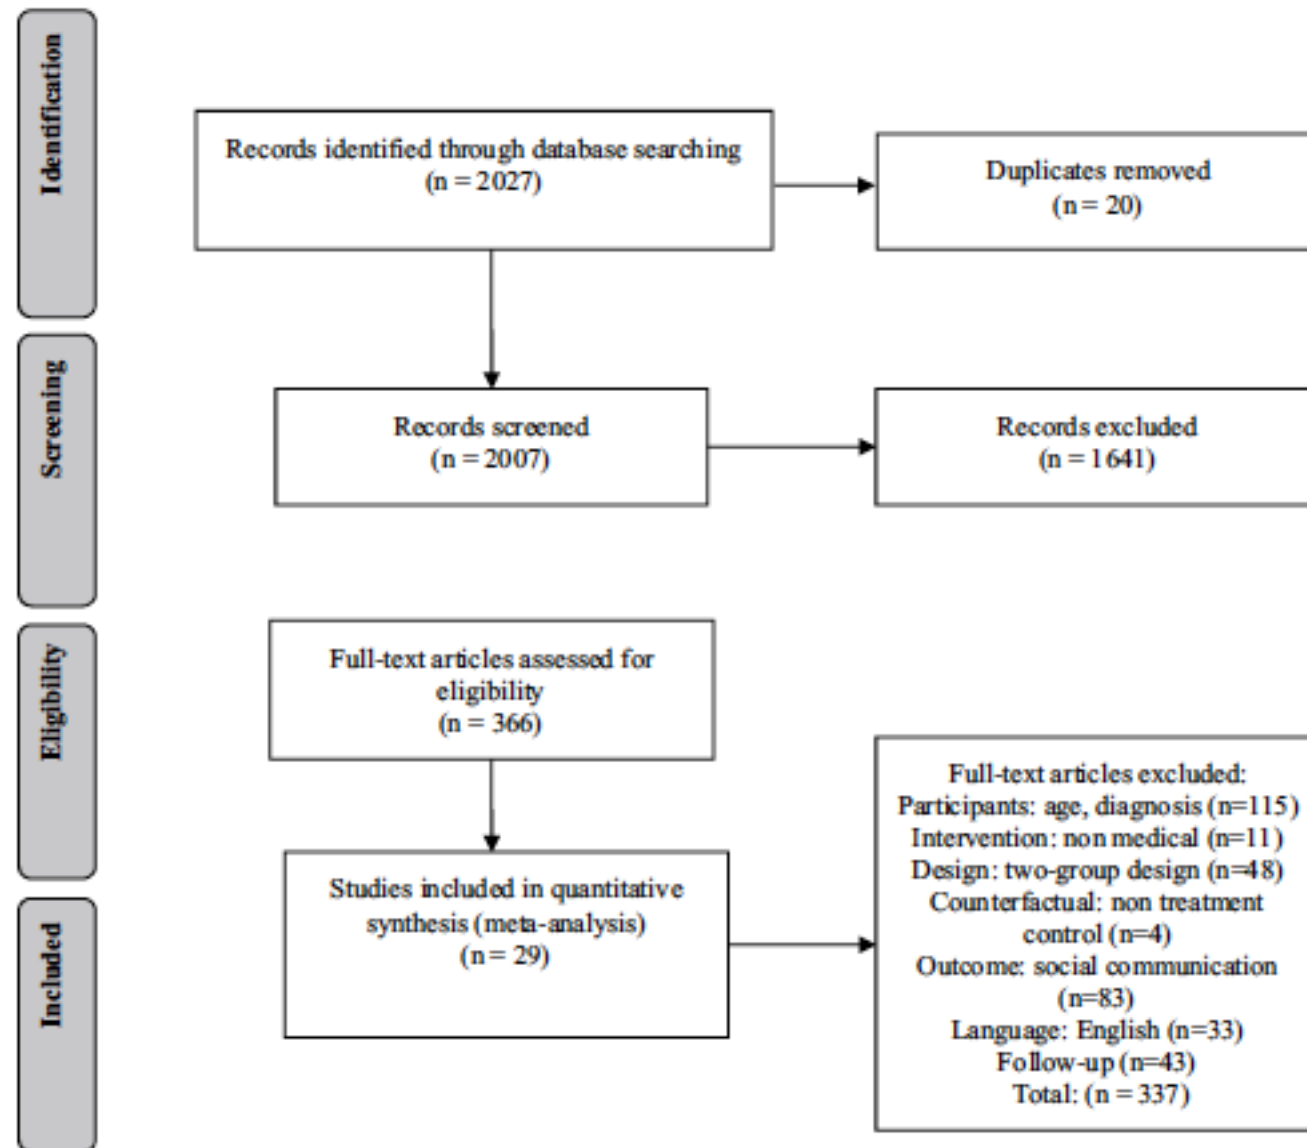 Identification
Records identified through database searching
(n = 2027)
Duplicates removed
(n = 20)
Screening
Records screened
(n = 2007)
Records excluded
(n = 1641)
Eligibility
Full-text articles assessed for
eligibility
(n = 366)
Included
Studies included in quantitative
synthesis (meta-analysis)
(n = 29)
Full-text articles excluded:
Participants: age, diagnosis (n=115)
Intervention: non medical (n=11)
Design: two-group design (n=48)
Counterfactual: non treatment
control (n=4)
Outcome: social communication
(n=83)
Language: English (n=33)
Follow-up (n=43)
Total: (n = 337)